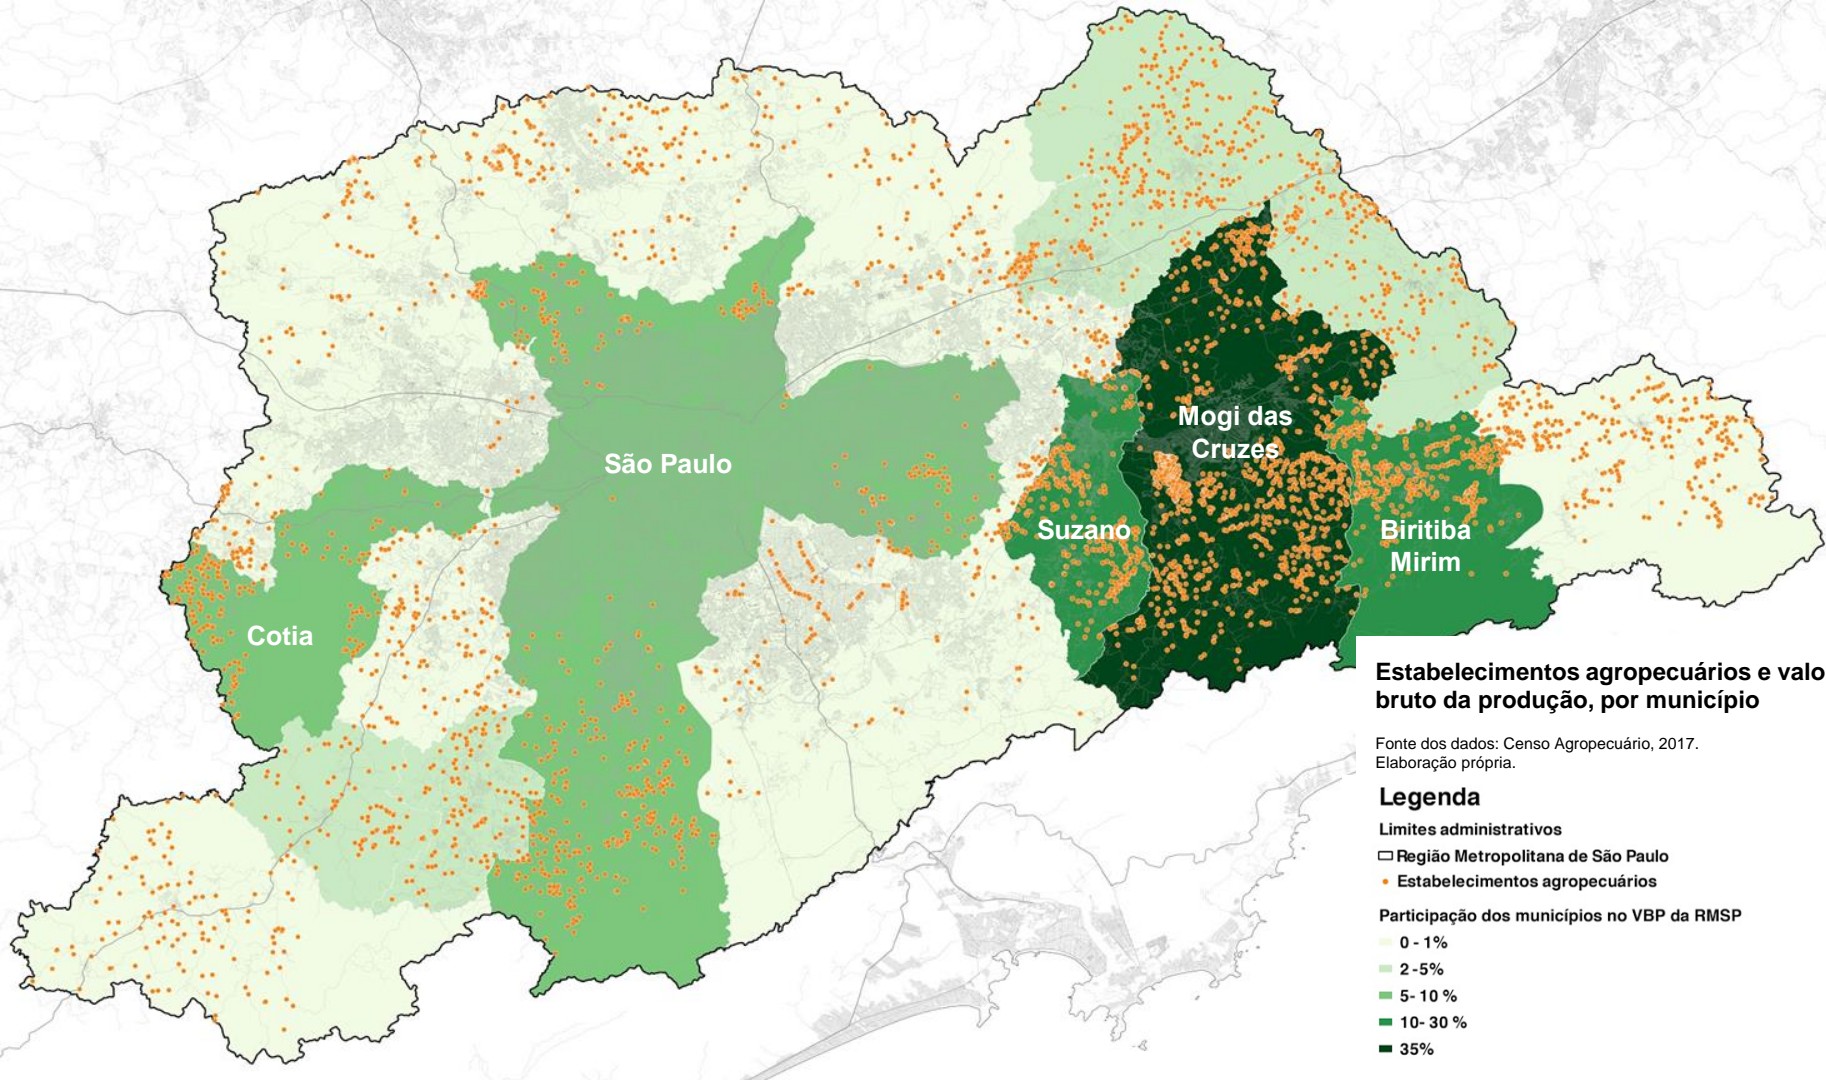 Mogi das
Cruzes
São Paulo
Suzano
Biritiba
Mirim
Cotia
Estabelecimentos agropecuários e valo
bruto da produção, por município
Fonte dos dados: Censo Agropecuário, 2017.
Elaboração própria.
Legenda
Limites administrativos
Região Metropolitana de São Paulo
Estabelecimentos agropecuários
Participação dos municípios no VBP da RMSP
0 - 1%
2 -5%
5- 10 %
10- 30 %
35%